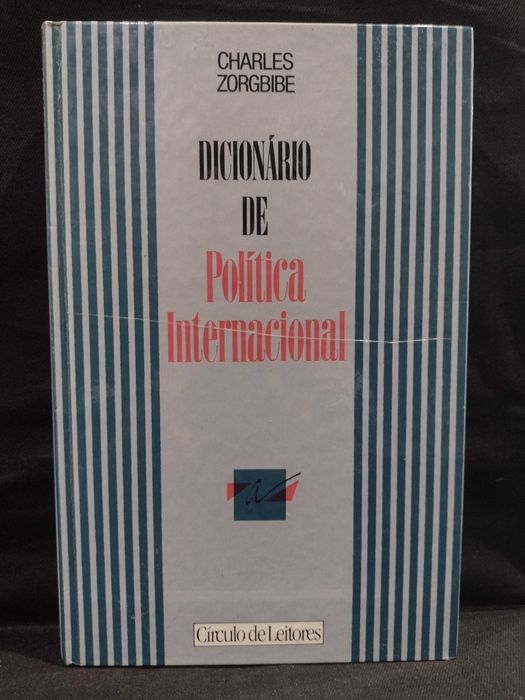 CHARLES
ZORGBIBE
DICIONÁRIO
DE
Política
Internacional
a
Círculo de Leitores